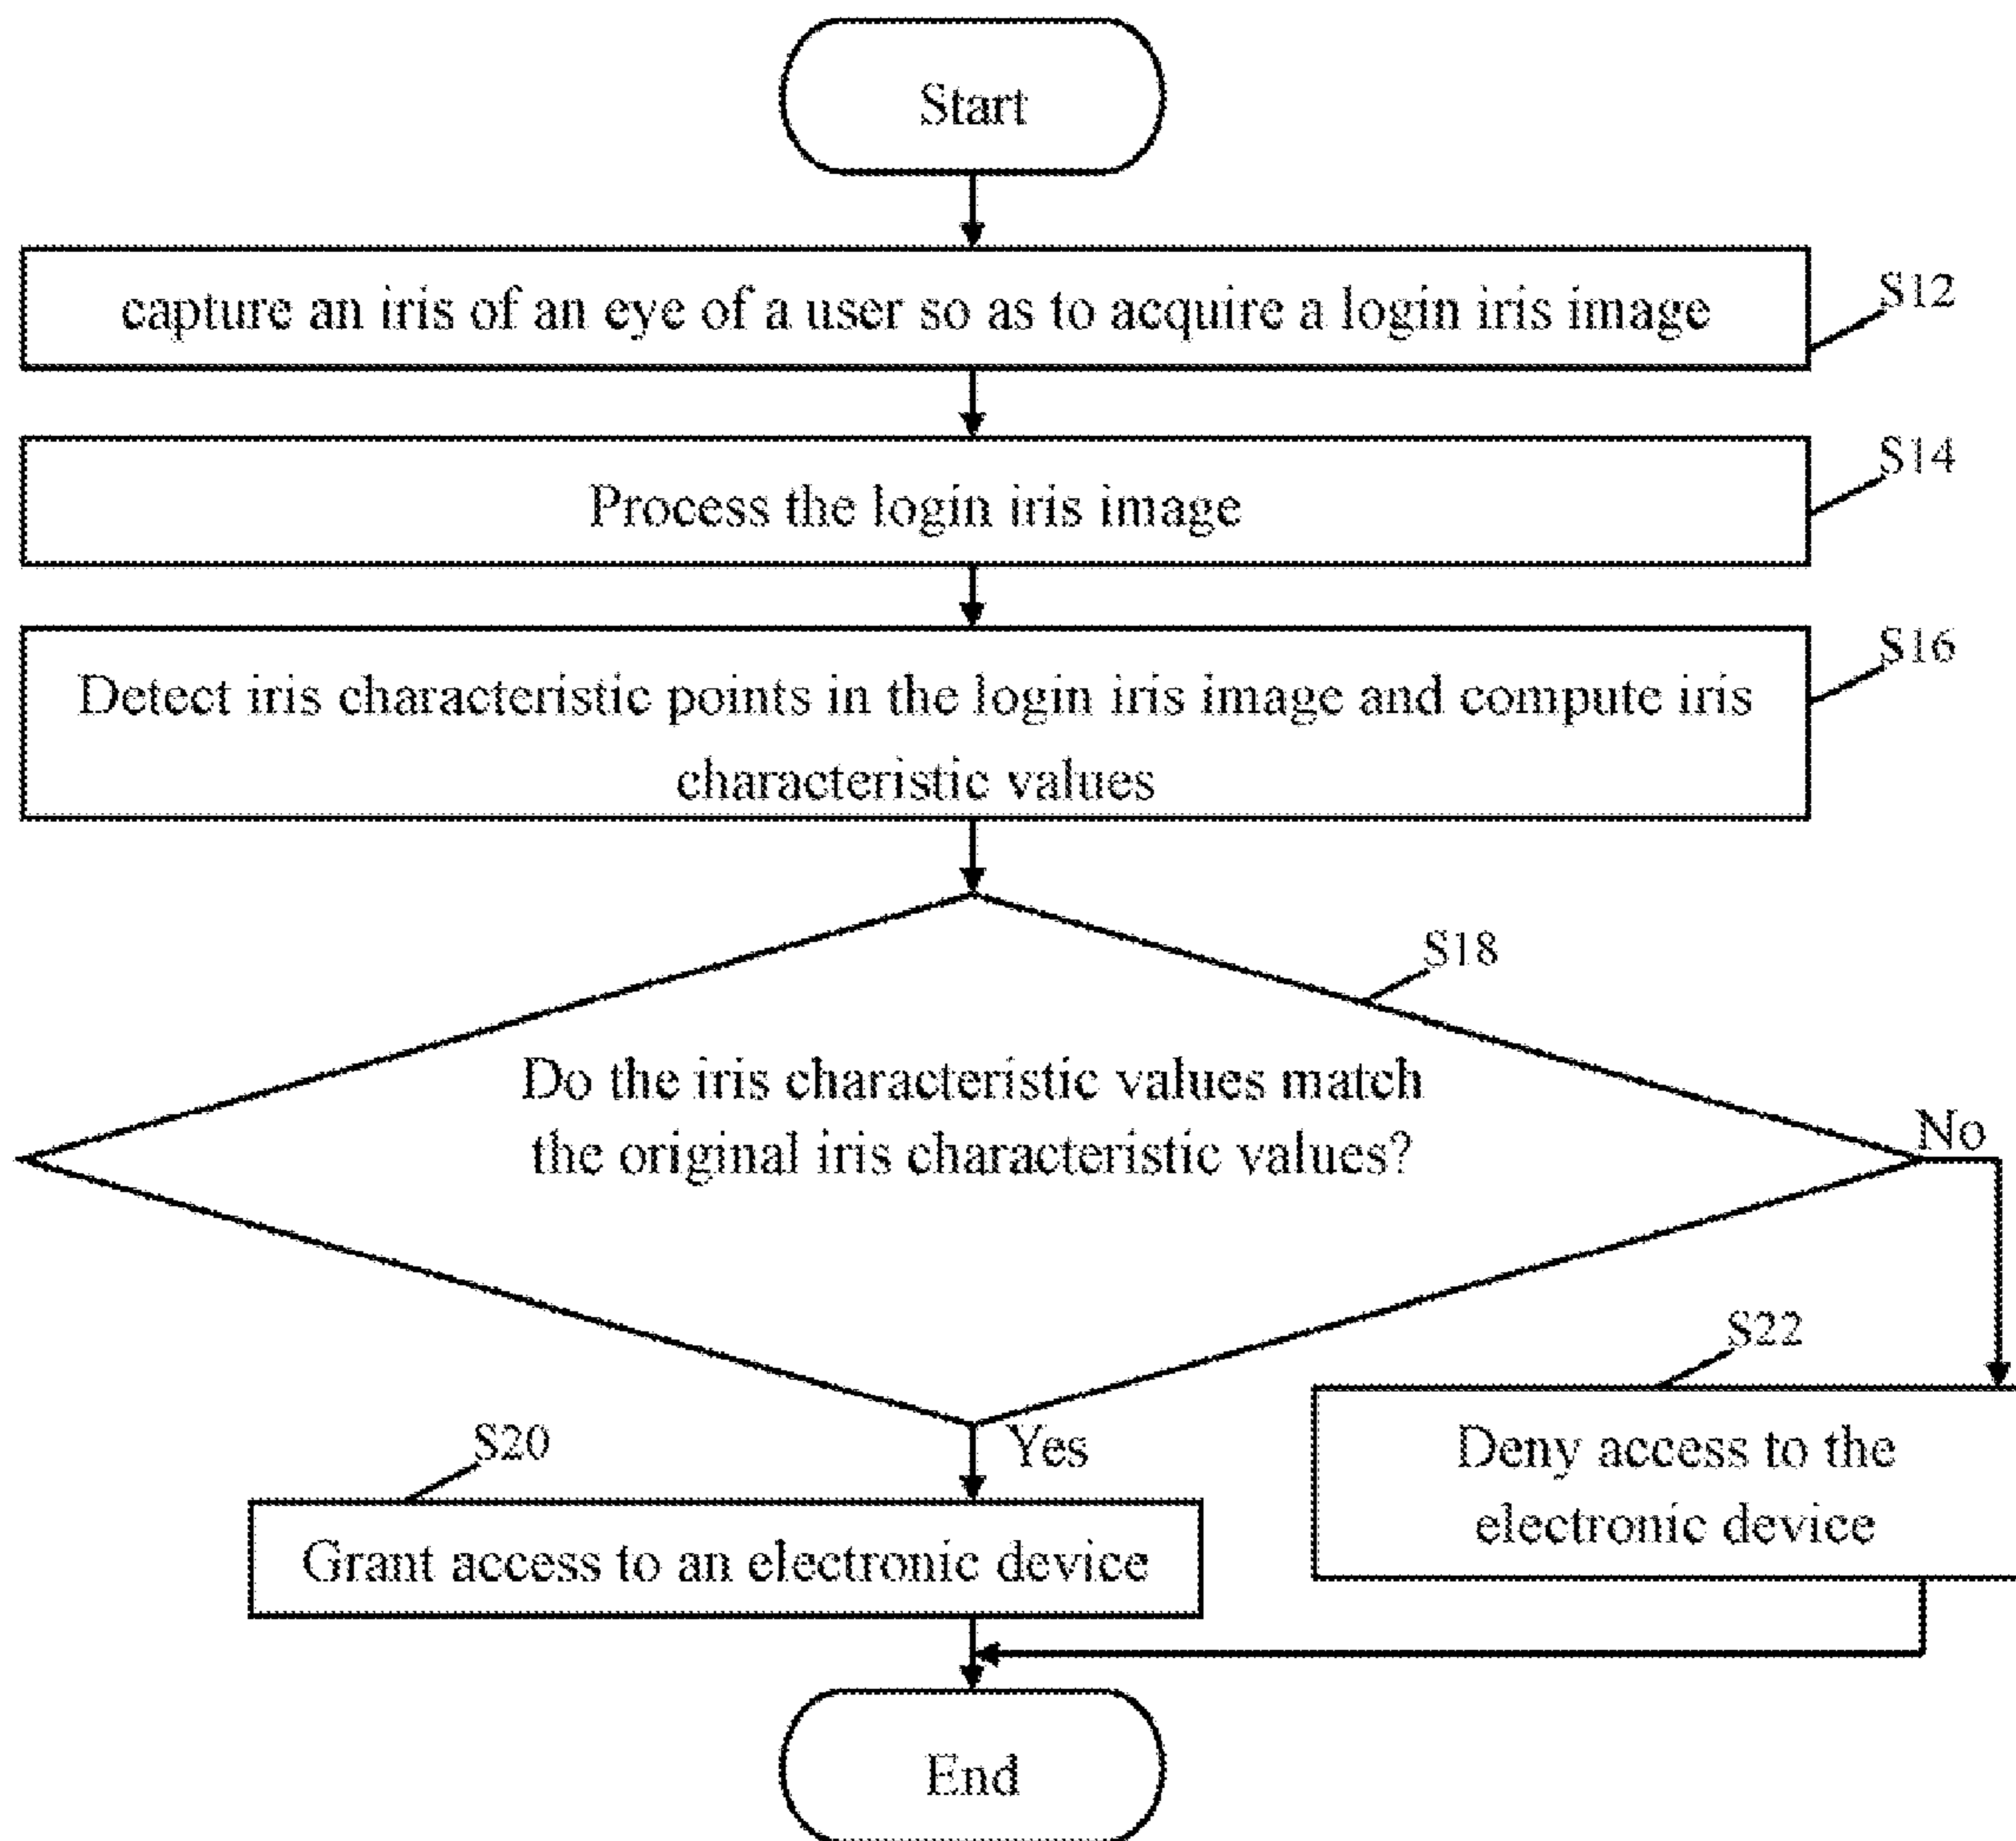 Start
capture an iris of an eye of a user so as to acquire a login iris image
S12
Process the login iris image
S14
Detect iris characteristic points in the login iris image and compute iris
characteristic values
S16
S18
Do the iris characteristic values match
the original iris characteristic values?
No
Yes
S20
Grant access to an electronic device
S22
Deny access to the
electronic device
End